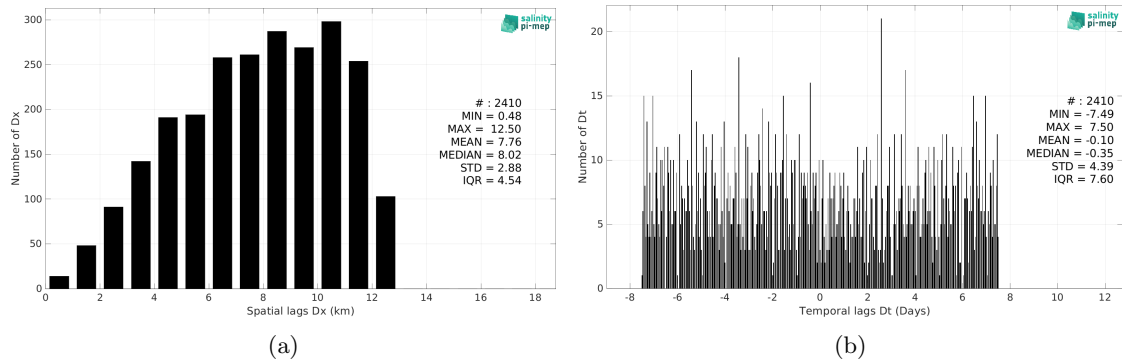 salinity
pi-mep
300
250
200
150
100
50
0
Number of Dx
# : 2410
MIN = 0.48
MAX = 12.50
MEAN = 7.76
MEDIAN = 8.02
STD = 2.88
IQR = 4.54
0 2 4 6 8 10 12 14 16 18
Spatial lags Dx (km)
(a)
salinity
pi-mep
20
15
10
5
0
Number of Dt
# : 2410
MIN = -7.49
MAX = 7.50
MEAN = -0.10
MEDIAN = -0.35
STD = 4.39
IQR = 7.60
-8 -6 -4 -2 0 2 4 6 8 10 12
Temporal lags Dt (Days)
(b)